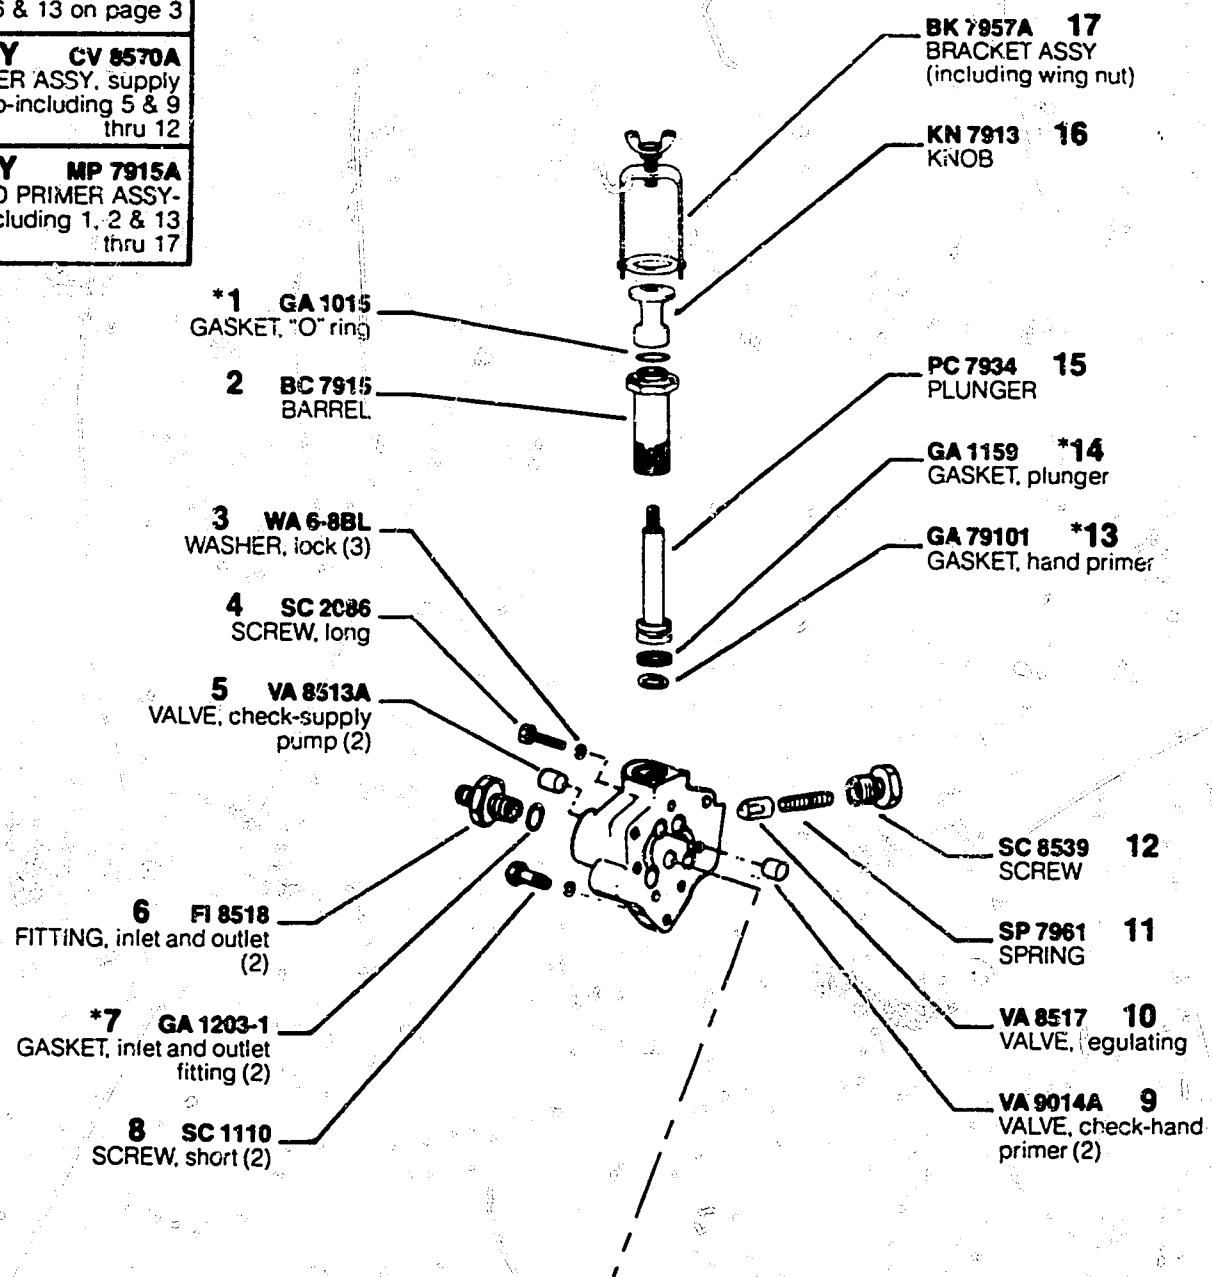 6 & 13 on page 3
Y CV 8570A
ER ASSY, supply
p-including 5 & 9
thru 12
Y MP 7915A
D PRIMER ASSY-
cluding 1, 2 & 13
thru 17
BK 7957A 17
BRACKET ASSY
(including wing nut)
KN 7913 16
KNOB
*1 GA 1015
GASKET, "O" ring
2 BC 7915
BARREL
PC 7934 15
PLUNGER
GA 1159 *14
GASKET, plunger
3 WA 6-8BL
WASHER, lock (3)
GA 79101 *13
GASKET, hand primer
4 SC 2086
SCREW, long
5 VA 8513A
VALVE, check-supply
pump (2)
SC 8539 12
SCREW
6 FI 8518
FITTING, inlet and outlet
(2)
SP 7961 11
SPRING
*7 GA 1203-1
GASKET, inlet and outlet
fitting (2)
VA 8517 10
VALVE, egulating
8 SC 1110
SCREW, short (2)
VA 9014A 9
VALVE, check-hand
primer (2)